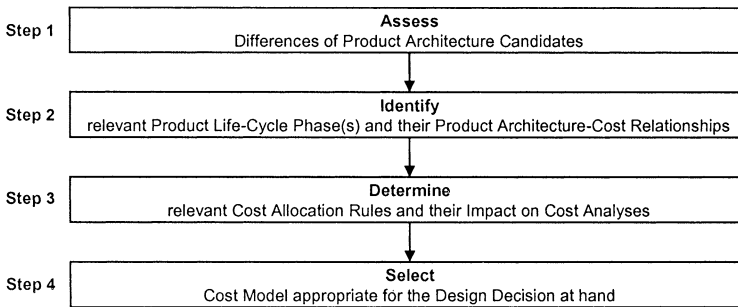 Step 1
Assess
Differences of Product Architecture Candidates
Step 2
Identify
relevant Product Life-Cycle Phase(s) and their Product Architecture-Cost Relationships
Step 3
Determine
relevant Cost Allocation Rules and their Impact on Cost Analyses
Step 4
Select
Cost Model appropriate for the Design Decision at hand